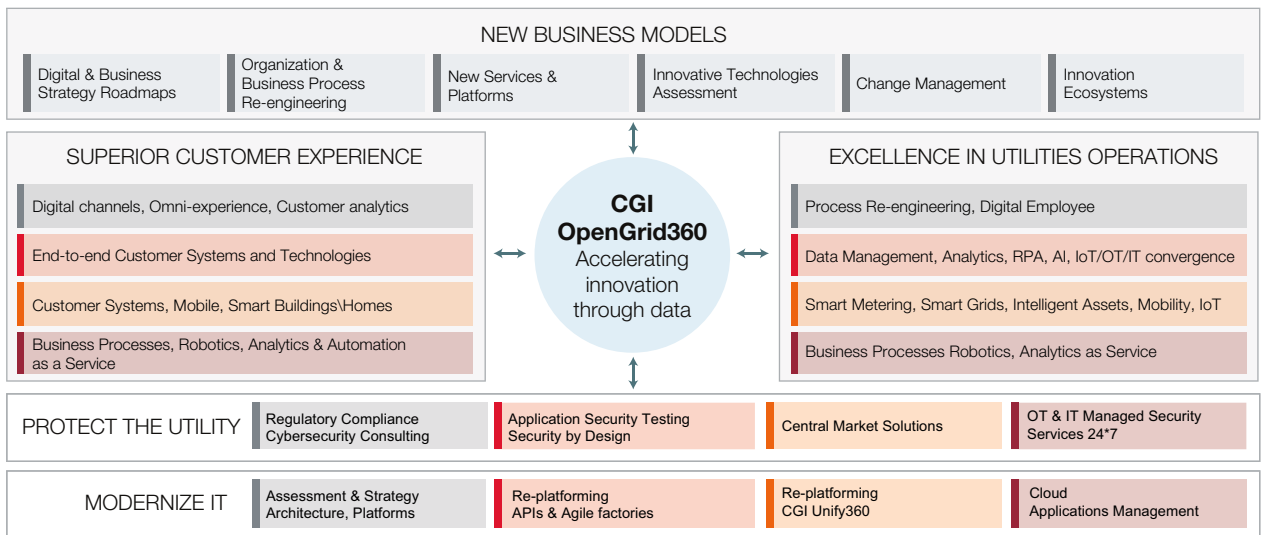 NEW BUSINESS MODELS
Digital & Business
Strategy Roadmaps
Organization &
Business Process
Re-engineering
New Services &
Platforms
Innovative Technologies
Assessment
Change Management
Innovation
Ecosystems
SUPERIOR CUSTOMER EXPERIENCE
Digital channels, Omni-experience, Customer analytics
End-to-end Customer Systems and Technologies
Customer Systems, Mobile, Smart Buildings\Homes
Business Processes, Robotics, Analytics & Automation
as a Service
CGI
OpenGrid360
Accelerating
innovation
through data
EXCELLENCE IN UTILITIES OPERATIONS
Process Re-engineering, Digital Employee
Data Management, Analytics, RPA, AI, IoT/OT/IT convergence
Smart Metering, Smart Grids, Intelligent Assets, Mobility, IoT
Business Processes Robotics, Analytics as Service
PROTECT THE UTILITY
Regulatory Compliance
Cybersecurity Consulting
Application Security Testing
Security by Design
Central Market Solutions
OT & IT Managed Security
Services 24*7
MODERNIZE IT
Assessment & Strategy
Architecture, Platforms
Re-platforming
APIs & Agile factories
Re-platforming
CGI Unify360
Cloud
Applications Management